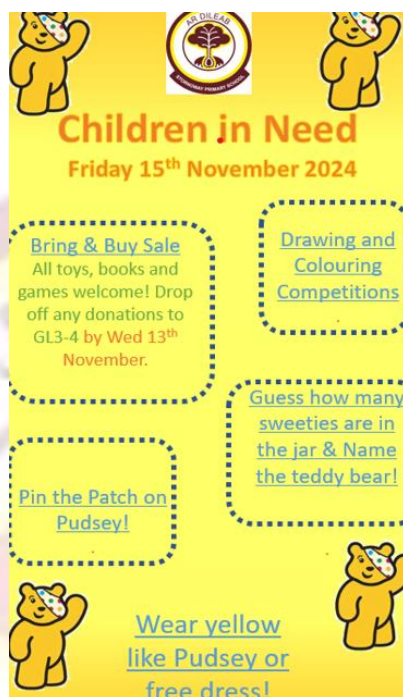 AR DILEAB
STORNOWAY PRIMARY SCHOOL
Children in Need
Friday 15th November 2024
Bring & Buy Sale
All toys, books and
games welcome! Drop
off any donations to
GL3-4 by Wed 13th
November.
Drawing and
Colouring
Competitions
Guess how many
sweeties are in
the jar & Name
the teddy bear!
Pin the Patch on
Pudsey!
Wear yellow
like Pudsey or
free dress!